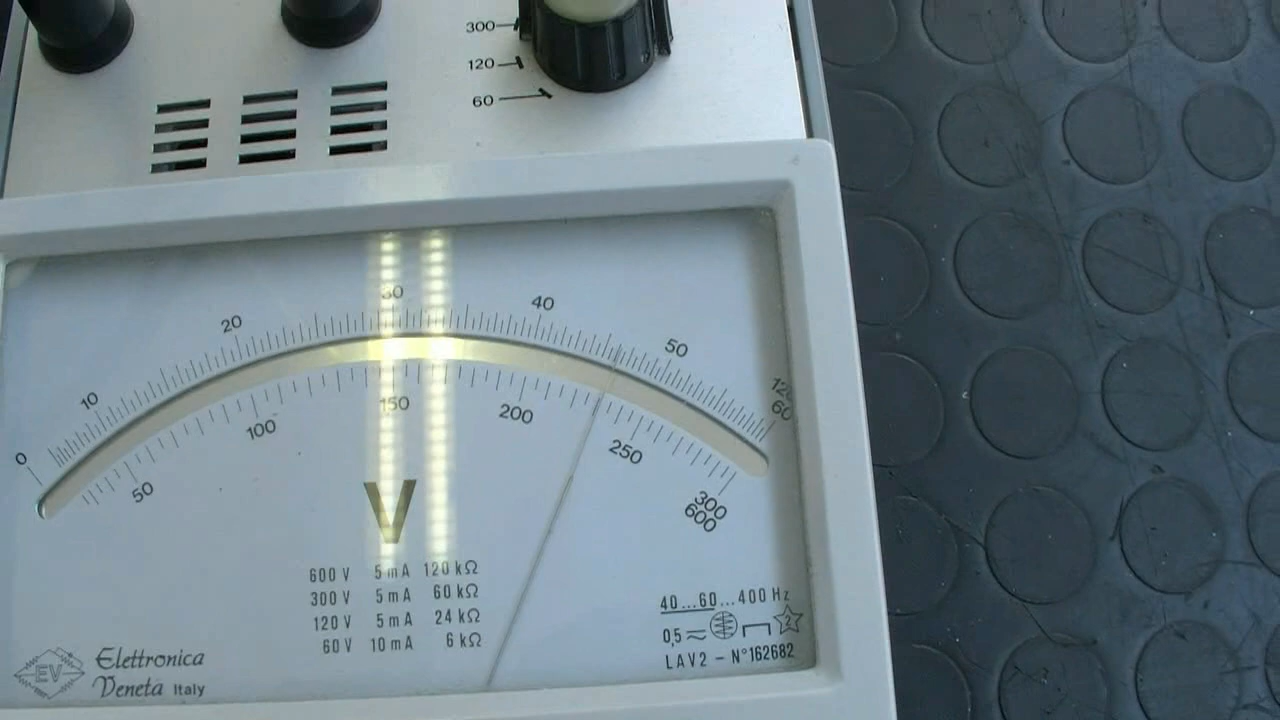 300
120
60
0 10 20 30 40 50 120
60
50 100 150 200 250 300
600
V
600 V 5 mA 120 kΩ
300 V 5 mA 60 kΩ
120 V 5 mA 24 kΩ
60 V 10 mA 6 kΩ
40...60...400 Hz
0,5 2
LAV2 - N°162682
EV
Elettronica
Veneta Italy